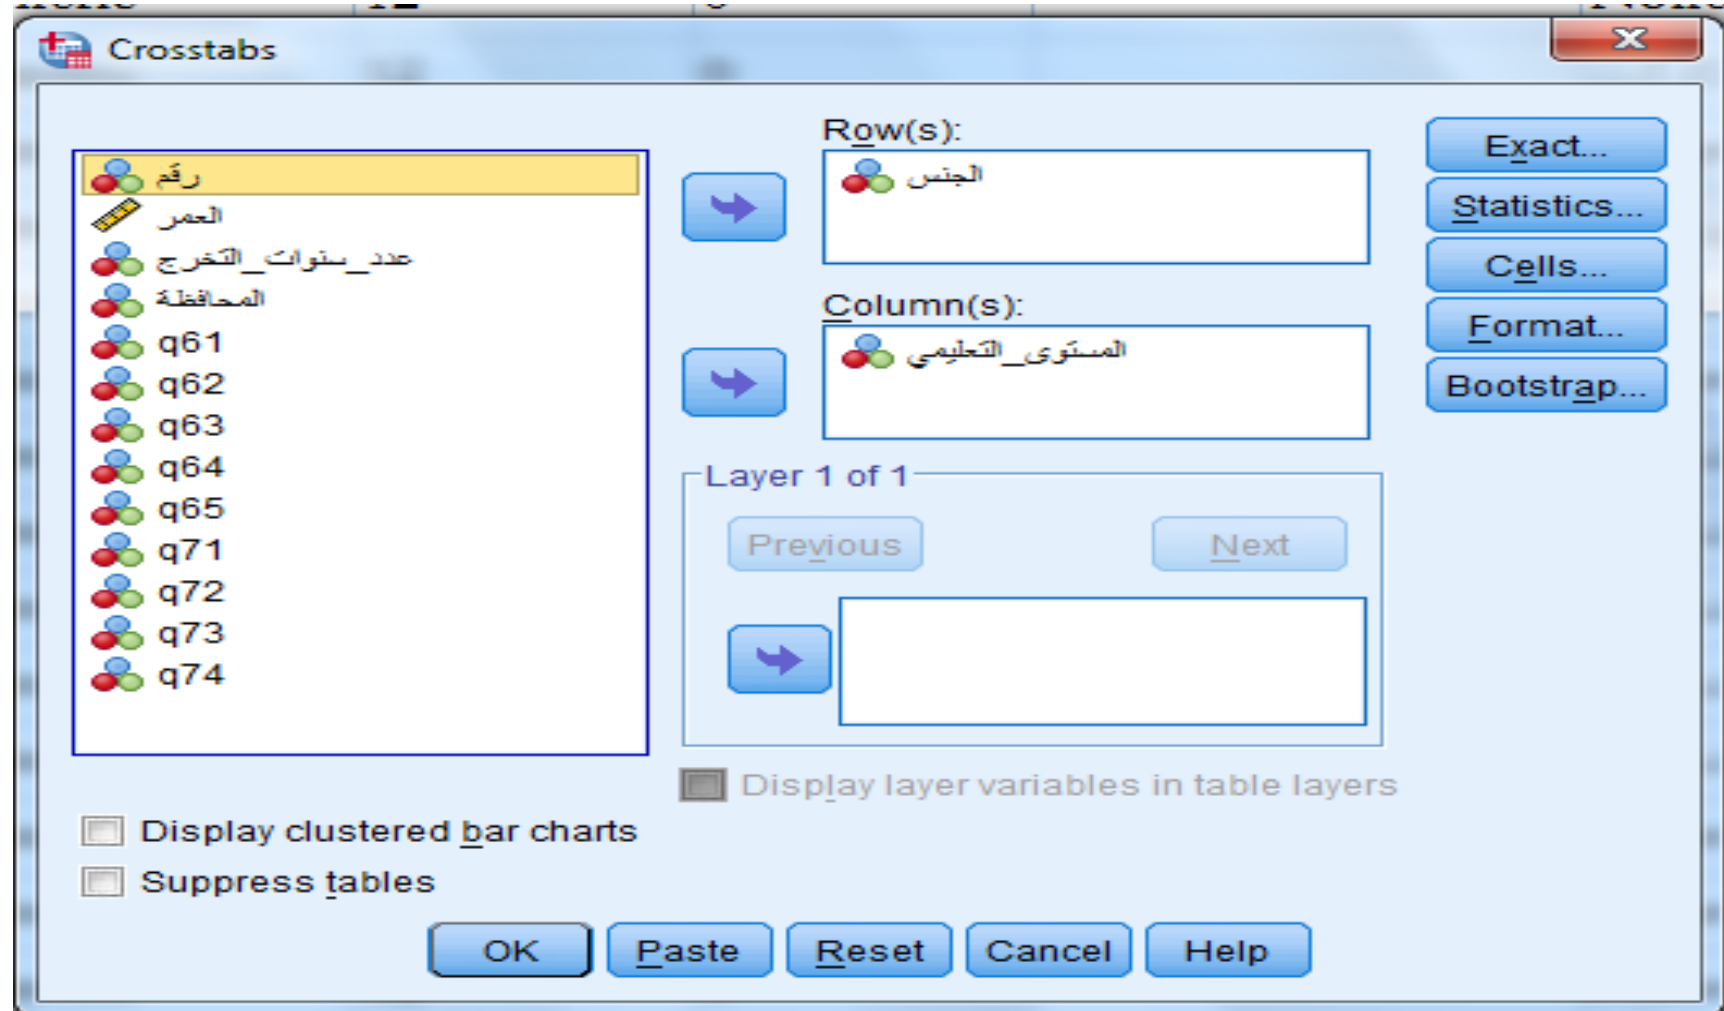 Crosstabs
رقم
العمر
عدد_سنوات_التخرج
المحافظة
q61
q62
q63
q64
q65
q71
q72
q73
q74
Row(s):
الجنس
Column(s):
المستوى_التعليمي
Layer 1 of 1
Previous
Next
Display layer variables in table layers
Exact...
Statistics...
Cells...
Format...
Bootstrap...
Display clustered bar charts
Suppress tables
OK
Paste
Reset
Cancel
Help